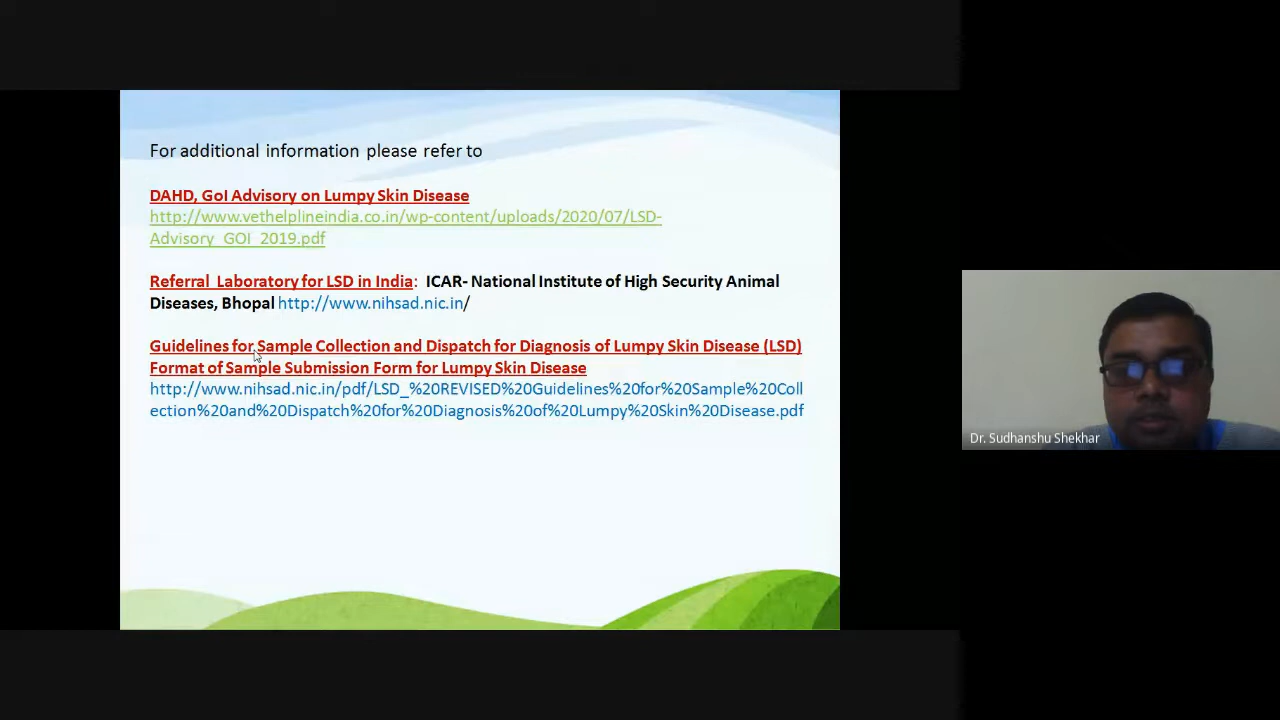 For additional information please refer to
DAHD, GoI Advisory on Lumpy Skin Disease
http://www.vethelplineindia.co.in/wp-content/uploads/2020/07/LSD-
Advisory_GOI_2019.pdf
Referral Laboratory for LSD in India: ICAR- National Institute of High Security Animal
Diseases, Bhopal http://www.nihsad.nic.in/
Guidelines for Sample Collection and Dispatch for Diagnosis of Lumpy Skin Disease (LSD)
Format of Sample Submission Form for Lumpy Skin Disease
http://www.nihsad.nic.in/pdf/LSD_%20REVISED%20Guidelines%20for%20Sample%20Coll
ection%20and%20Dispatch%20for%20Diagnosis%20of%20Lumpy%20Skin%20Disease.pdf
Dr. Sudhanshu Shekhar